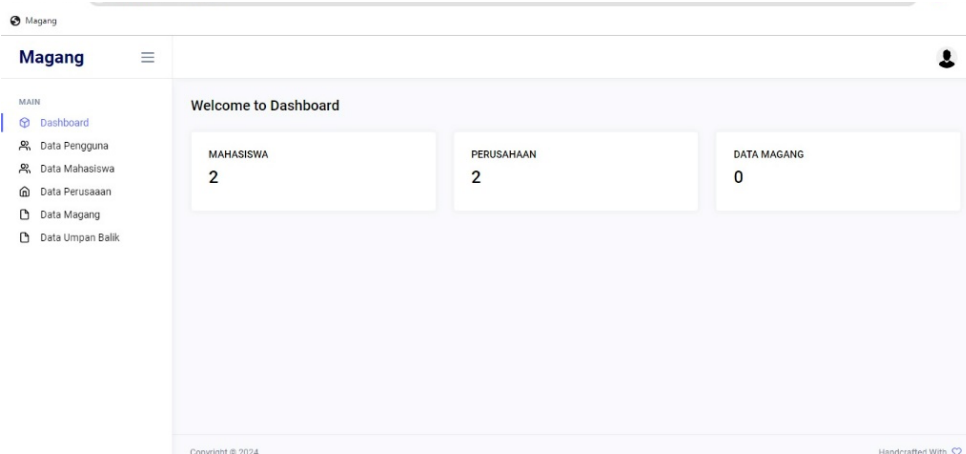 Magang
Magang
MAIN
Dashboard
Data Pengguna
Data Mahasiswa
Data Perusaaan
Data Magang
Data Umpan Balik
Welcome to Dashboard
MAHASISWA
2
PERUSAHAAN
2
DATA MAGANG
0
Copyright © 2024
Handcrafted With